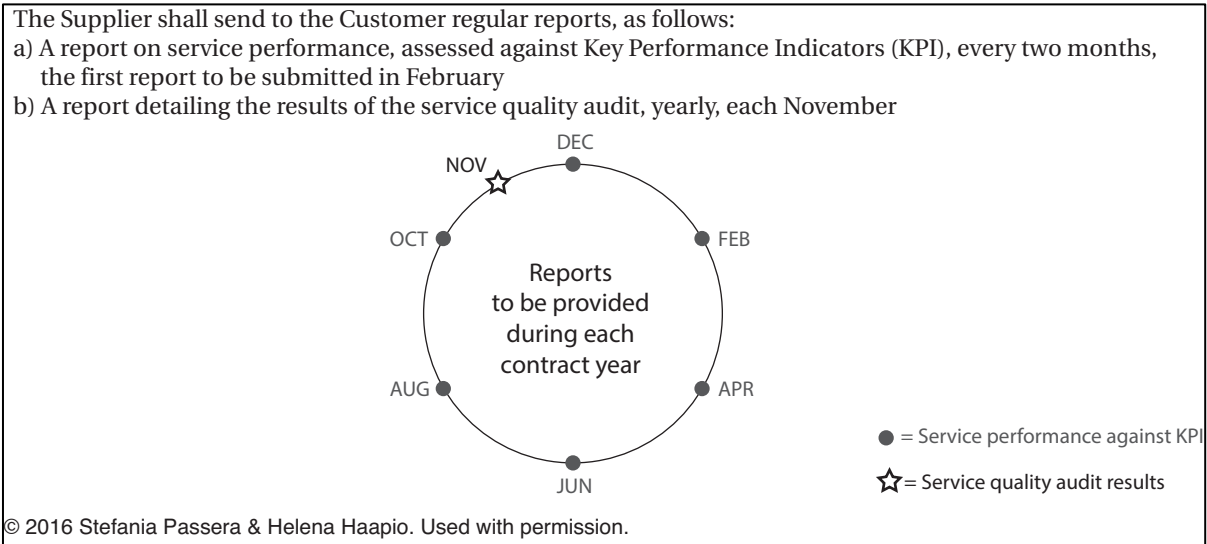 The Supplier shall send to the Customer regular reports, as follows:
a) A report on service performance, assessed against Key Performance Indicators (KPI), every two months,
the first report to be submitted in February
b) A report detailing the results of the service quality audit, yearly, each November
DEC
NOV
OCT
FEB
Reports
to be provided
during each
contract year
AUG
APR
= Service performance against KPI
JUN
= Service quality audit results
© 2016 Stefania Passera & Helena Haapio. Used with permission.